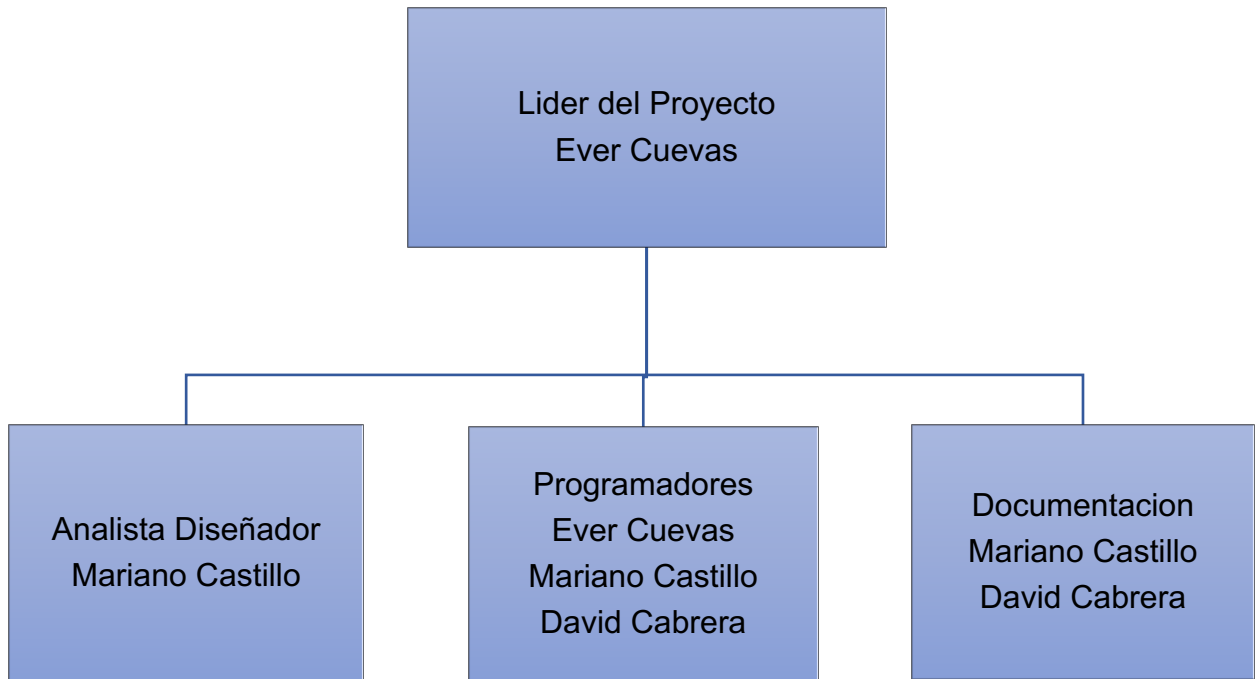 Lider del Proyecto
Ever Cuevas
Analista Diseñador
Mariano Castillo
Programadores
Ever Cuevas
Mariano Castillo
David Cabrera
Documentacion
Mariano Castillo
David Cabrera